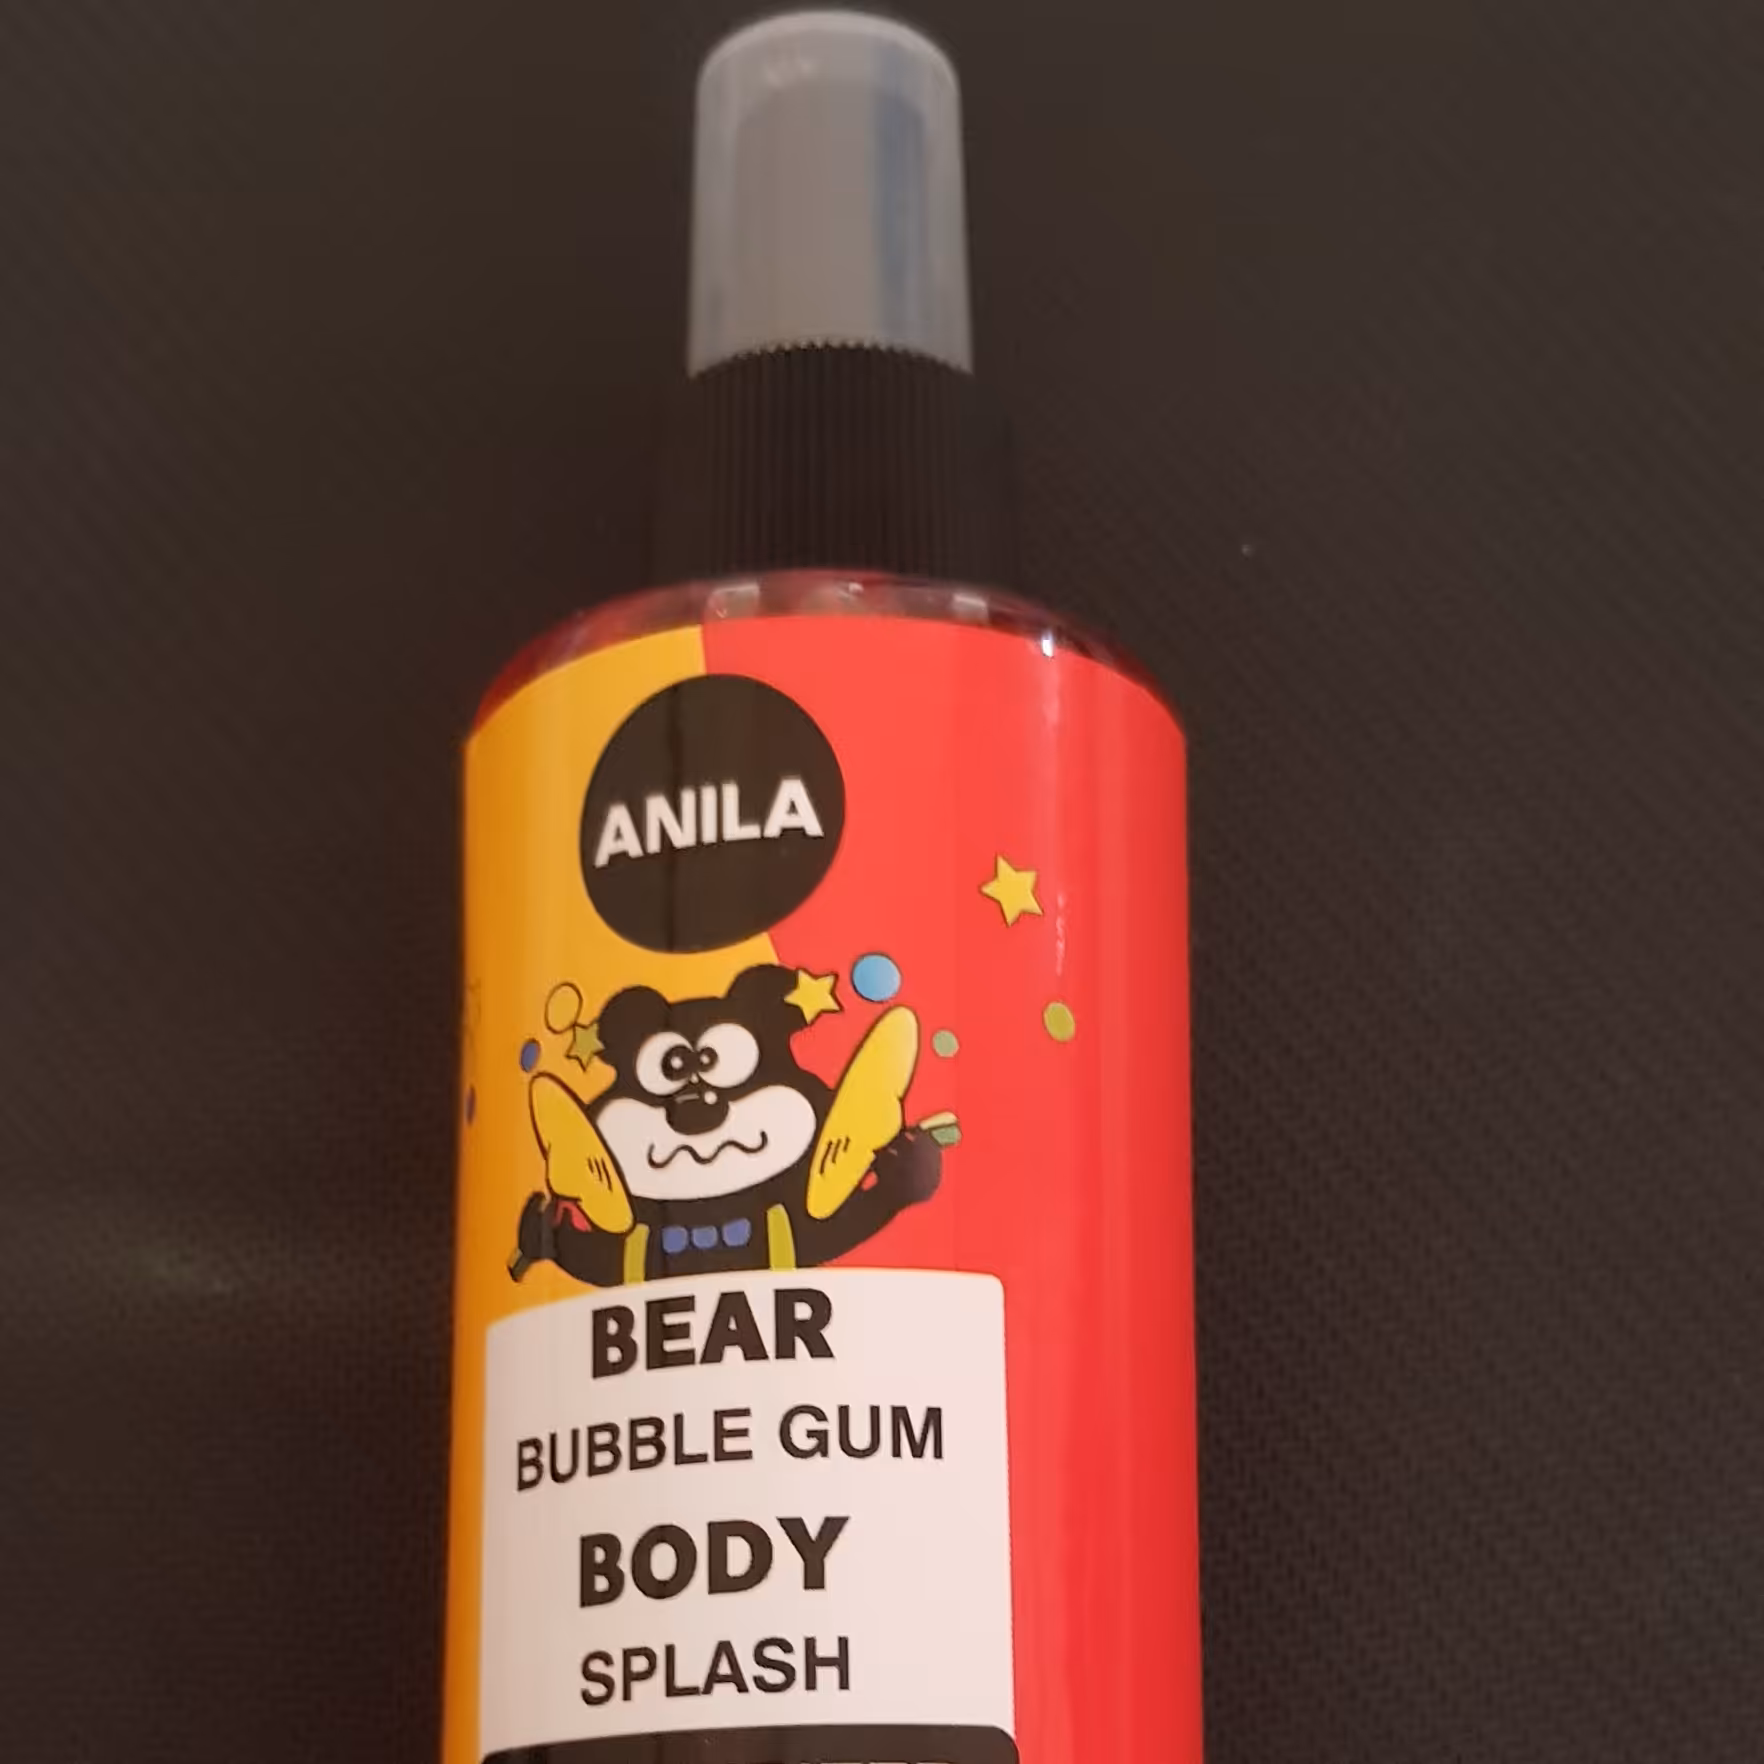 ANILA
BEAR
BUBBLE GUM
BODY
SPLASH